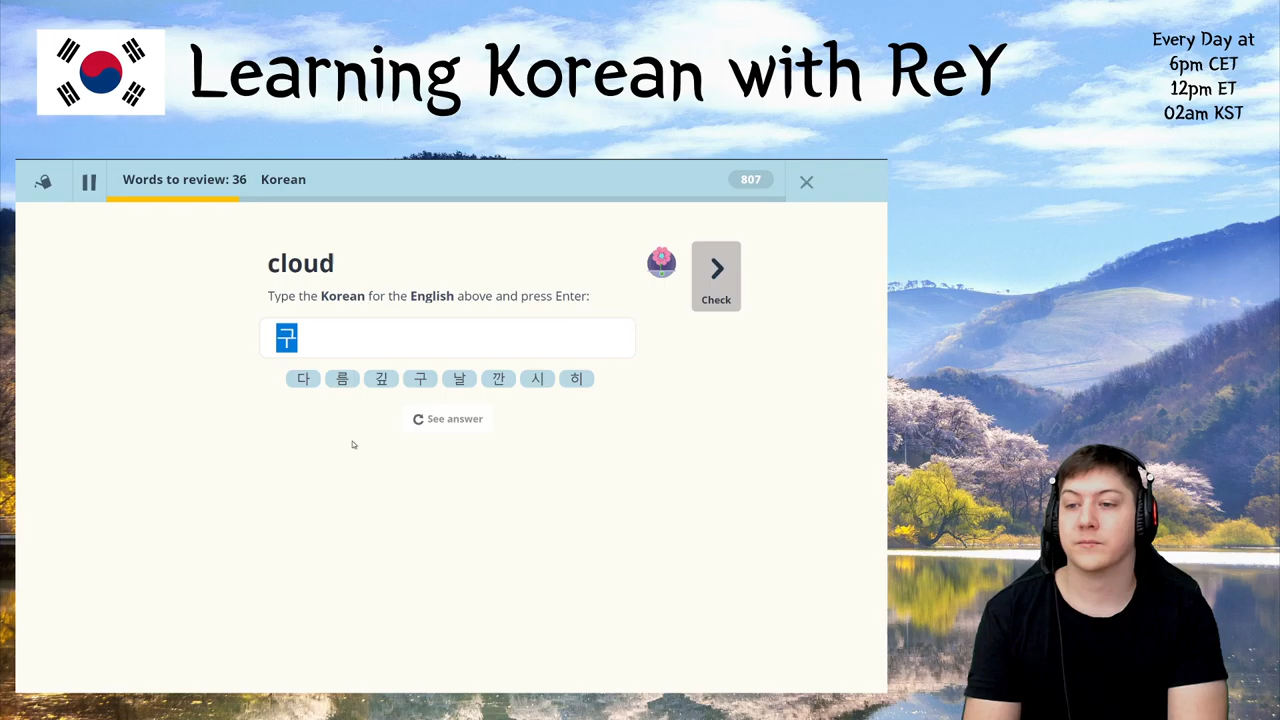 Learning Korean with ReY
Every Day at
6pm CET
12pm ET
02am KST
Words to review: 36 Korean 807
cloud
Type the Korean for the English above and press Enter:
Check
구
다 름 깊 구 날 깐 시 히
See answer